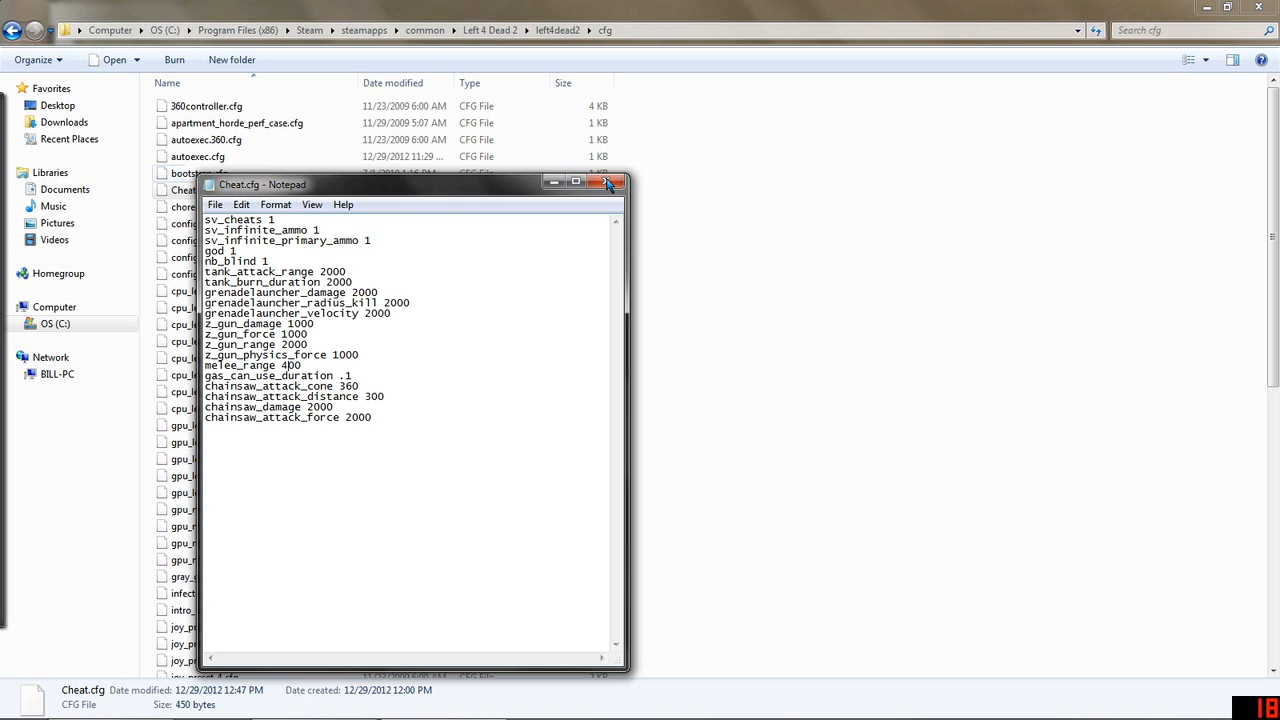 Computer ▸ OS (C:) ▸ Program Files (x86) ▸ Steam ▸ steamapps ▸ common ▸ Left 4 Dead 2 ▸ left4dead2 ▸ cfg
Search cfg
Organize Open Burn New folder
Favorites
Desktop
Downloads
Recent Places
Libraries
Documents
Music
Pictures
Videos
Homegroup
Computer
OS (C:)
Network
BILL-PC
Name Date modified Type Size
360controller.cfg 11/23/2009 6:00 AM CFG File 4 KB
apartment_horde_perf_case.cfg 11/29/2009 5:07 AM CFG File 1 KB
autoexec.360.cfg 11/23/2009 6:00 AM CFG File 1 KB
autoexec.cfg 12/29/2012 11:29 ... CFG File 1 KB
Cheat.cfg - Notepad
File Edit Format View Help
sv_cheats 1
sv_infinite_ammo 1
sv_infinite_primary_ammo 1
god 1
nb_blind 1
tank_attack_range 2000
tank_burn_duration 2000
grenadelauncher_damage 2000
grenadelauncher_radius_kill 2000
grenadelauncher_velocity 2000
z_gun_damage 1000
z_gun_force 1000
z_gun_range 2000
z_gun_physics_force 1000
melee_range 400
gas_can_use_duration .1
chainsaw_attack_cone 360
chainsaw_attack_distance 300
chainsaw_damage 2000
chainsaw_attack_force 2000
Cheat.cfg Date modified: 12/29/2012 12:47 PM Date created: 12/29/2012 12:00 PM
CFG File Size: 450 bytes
18